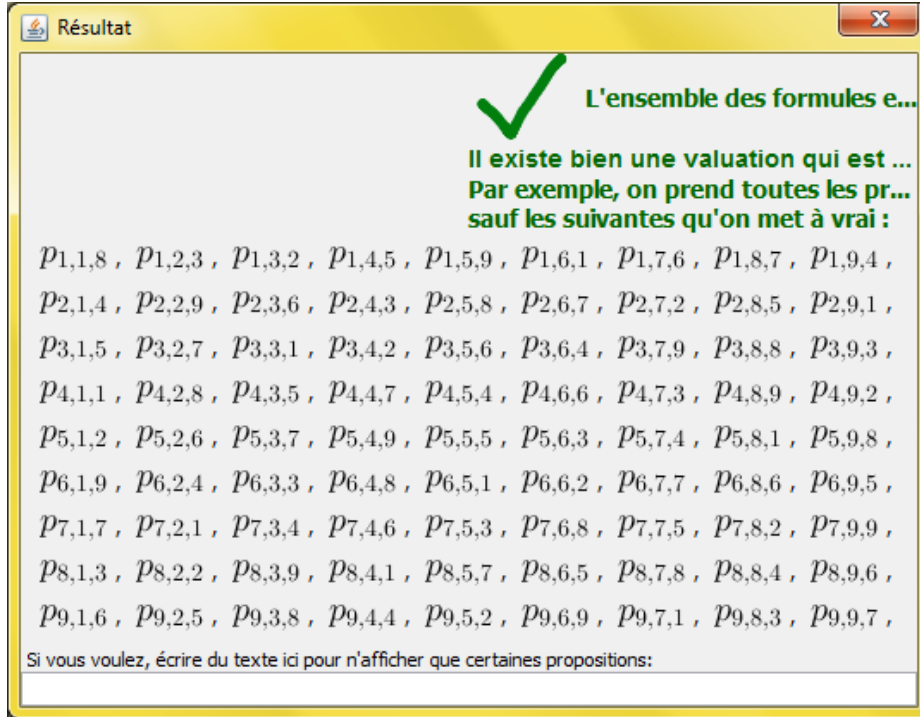 Résultat
L'ensemble des formules e...
Il existe bien une valuation qui est ...
Par exemple, on prend toutes les pr...
sauf les suivantes qu'on met à vrai :
p1,1,8 , p1,2,3 , p1,3,2 , p1,4,5 , p1,5,9 , p1,6,1 , p1,7,6 , p1,8,7 , p1,9,4 ,
p2,1,4 , p2,2,9 , p2,3,6 , p2,4,3 , p2,5,8 , p2,6,7 , p2,7,2 , p2,8,5 , p2,9,1 ,
p3,1,5 , p3,2,7 , p3,3,1 , p3,4,2 , p3,5,6 , p3,6,4 , p3,7,9 , p3,8,8 , p3,9,3 ,
p4,1,1 , p4,2,8 , p4,3,5 , p4,4,7 , p4,5,4 , p4,6,6 , p4,7,3 , p4,8,9 , p4,9,2 ,
p5,1,2 , p5,2,6 , p5,3,7 , p5,4,9 , p5,5,5 , p5,6,3 , p5,7,4 , p5,8,1 , p5,9,8 ,
p6,1,9 , p6,2,4 , p6,3,3 , p6,4,8 , p6,5,1 , p6,6,2 , p6,7,7 , p6,8,6 , p6,9,5 ,
p7,1,7 , p7,2,1 , p7,3,4 , p7,4,6 , p7,5,3 , p7,6,8 , p7,7,5 , p7,8,2 , p7,9,9 ,
p8,1,3 , p8,2,2 , p8,3,9 , p8,4,1 , p8,5,7 , p8,6,5 , p8,7,8 , p8,8,4 , p8,9,6 ,
p9,1,6 , p9,2,5 , p9,3,8 , p9,4,4 , p9,5,2 , p9,6,9 , p9,7,1 , p9,8,3 , p9,9,7 ,
Si vous voulez, écrire du texte ici pour n'afficher que certaines propositions: